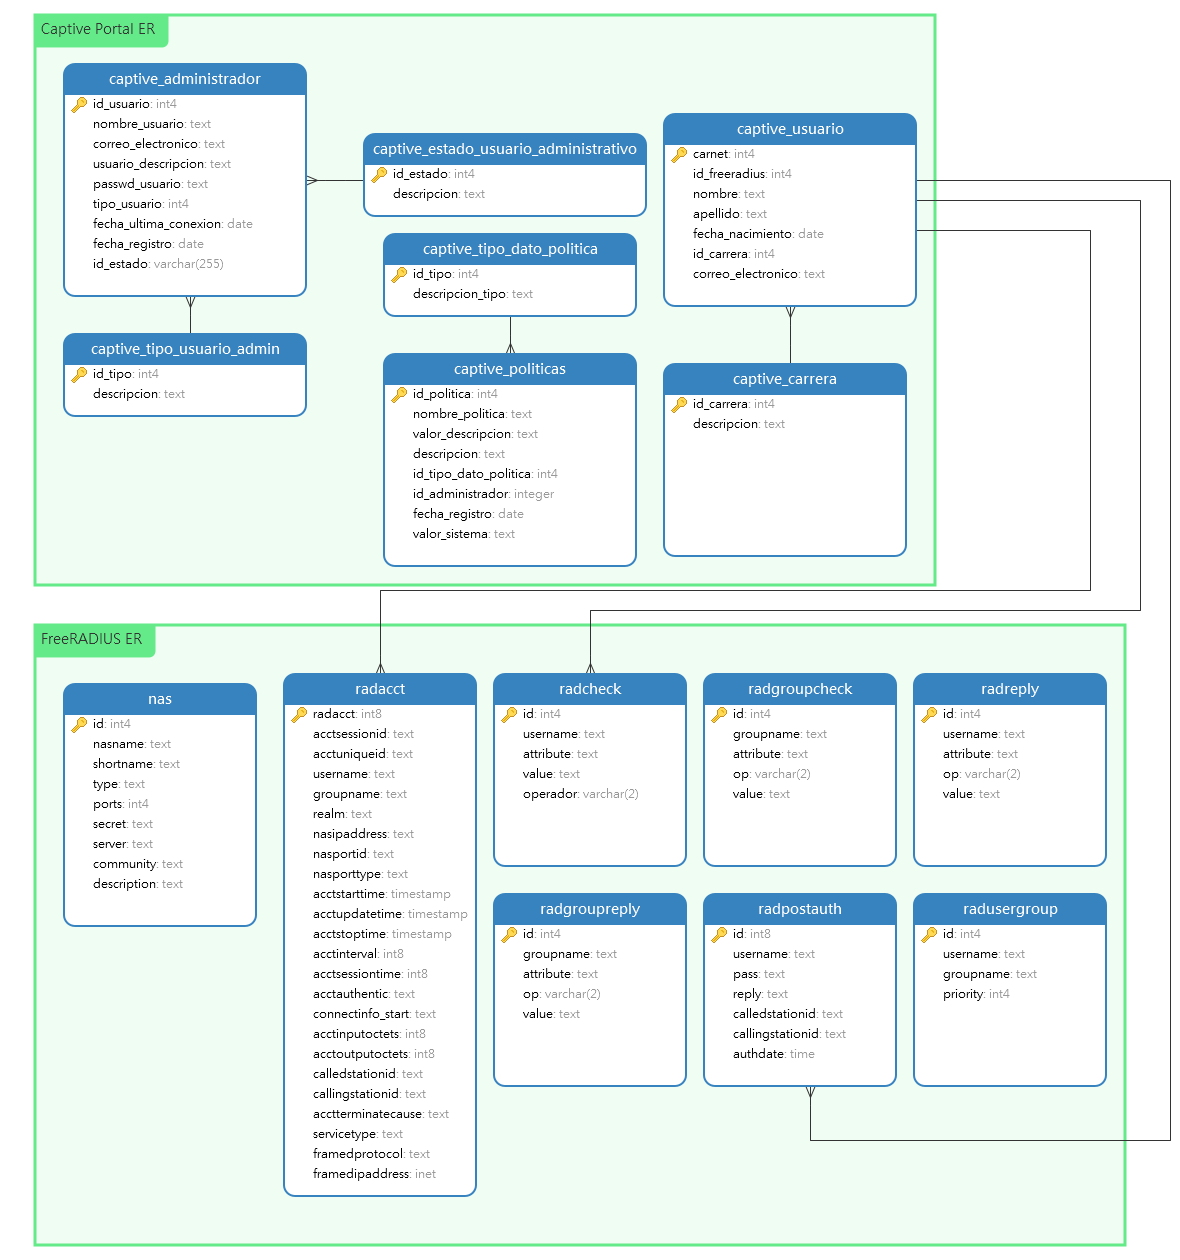 Captive Portal ER
captive_administrador
id_usuario: int4
nombre_usuario: text
correo_electronico: text
usuario_descripcion: text
passwd_usuario: text
tipo_usuario: int4
fecha_ultima_conexion: date
fecha_registro: date
id_estado: varchar(255)
captive_tipo_usuario_admin
id_tipo: int4
descripcion: text
captive_estado_usuario_administrativo
id_estado: int4
descripcion: text
captive_tipo_dato_politica
id_tipo: int4
descripcion_tipo: text
captive_politicas
id_politica: int4
nombre_politica: text
valor_descripcion: text
descripcion: text
id_tipo_dato_politica: int4
id_administrador: integer
fecha_registro: date
valor_sistema: text
captive_usuario
carnet: int4
id_freeradius: int4
nombre: text
apellido: text
fecha_nacimiento: date
id_carrera: int4
correo_electronico: text
captive_carrera
id_carrera: int4
descripcion: text
FreeRADIUS ER
nas
id: int4
nasname: text
shortname: text
type: text
ports: int4
secret: text
server: text
community: text
description: text
radacct
radacct: int8
acctsessionid: text
acctuniqueid: text
username: text
groupname: text
realm: text
nasipaddress: text
nasportid: text
nasporttype: text
acctstarttime: timestamp
acctupdatetime: timestamp
acctstoptime: timestamp
acctinterval: int8
acctsessiontime: int8
acctauthentic: text
connectinfo_start: text
acctinputoctets: int8
acctoutputoctets: int8
calledstationid: text
callingstationid: text
acctterminatecause: text
servicetype: text
framedprotocol: text
framedipaddress: inet
radcheck
id: int4
username: text
attribute: text
value: text
operador: varchar(2)
radgroupcheck
id: int4
groupname: text
attribute: text
op: varchar(2)
value: text
radreply
id: int4
username: text
attribute: text
op: varchar(2)
value: text
radgroupreply
id: int4
groupname: text
attribute: text
op: varchar(2)
value: text
radpostauth
id: int8
username: text
pass: text
reply: text
calledstationid: text
callingstationid: text
authdate: time
radusergroup
id: int4
username: text
groupname: text
priority: int4